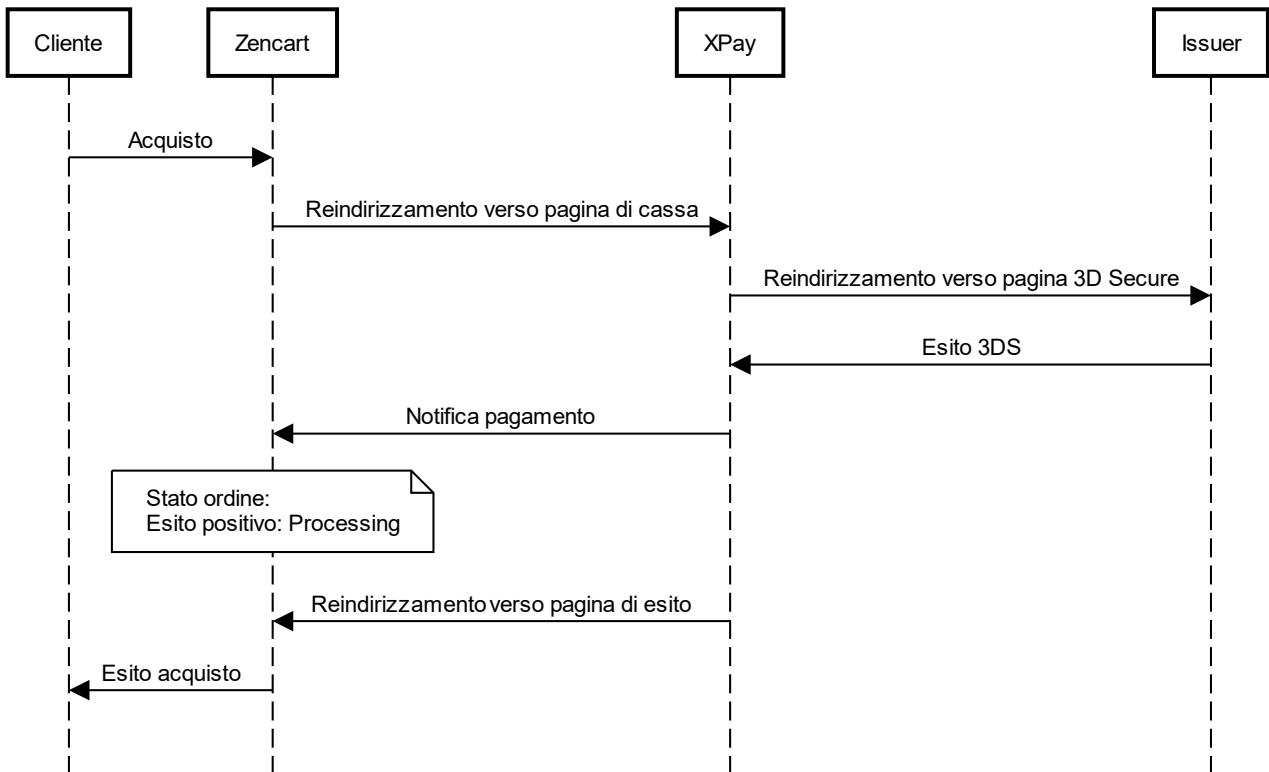 Cliente
Zencart
XPay
Issuer
Acquisto
Reindirizzamento verso pagina di cassa
Reindirizzamento verso pagina 3D Secure
Esito 3DS
Notifica pagamento
Stato ordine:
Esito positivo: Processing
Reindirizzamento verso pagina di esito
Esito acquisto